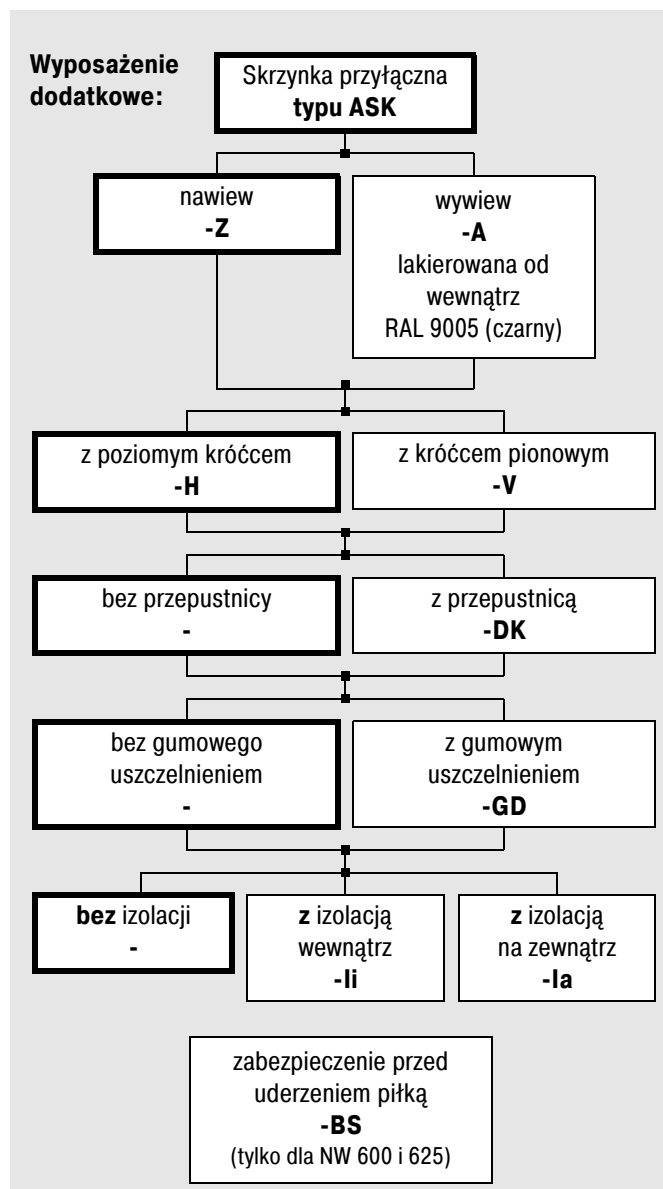 Wyposażenie
dodatkowe:
Skrzynka przyłączna
typu ASK
nawiew
-Z
wywiew
-A
lakierowana od
wewnątrz
RAL 9005 (czarny)
z poziomym króćcem
-H
z króćcem pionowym
-V
bez przepustnicy
-
z przepustnicą
-DK
bez gumowego
uszczelnieniem
-
z gumowym
uszczelnieniem
-GD
bez izolacji
-
z izolacją
wewnątrz
-Ii
z izolacją
na zewnątrz
-Ia
zabezpieczenie przed
uderzeniem piłką
-BS
(tylko dla NW 600 i 625)